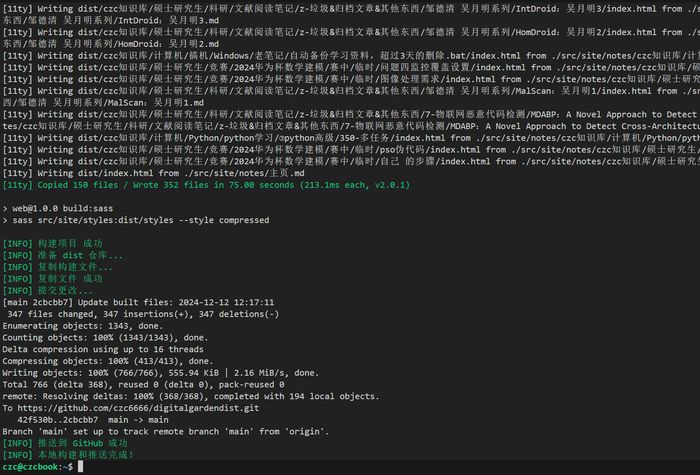 [11ty] Writing dist/czc知识库/硕士研究生/科研/文献阅读笔记/z-垃圾&归档文章&其他东西/邹德清 吴月明系列/IntDroid：吴月明3/index.html from ./s
东西/邹德清 吴月明系列/IntDroid：吴月明3.md
[11ty] Writing dist/czc知识库/硕士研究生/科研/文献阅读笔记/z-垃圾&归档文章&其他东西/邹德清 吴月明系列/HomDroid：吴月明2/index.html from ./s
东西/邹德清 吴月明系列/HomDroid：吴月明2.md
[11ty] Writing dist/czc知识库/计算机/搞机/Windows/老笔记/自动备份学习资料，超过3天的删除.bat/index.html from ./src/site/notes/czc知识库/计
[11ty] Writing dist/czc知识库/硕士研究生/竞赛/2024华为杯数学建模/赛中/临时/问题四监控覆盖设置/index.html from ./src/site/notes/czc知识库/硕
[11ty] Writing dist/czc知识库/硕士研究生/竞赛/2024华为杯数学建模/赛中/临时/图像处理需求/index.html from ./src/site/notes/czc知识库/硕士研
[11ty] Writing dist/czc知识库/硕士研究生/科研/文献阅读笔记/z-垃圾&归档文章&其他东西/邹德清 吴月明系列/MalScan：吴月明1/index.html from ./sr
西/邹德清 吴月明系列/MalScan：吴月明1.md
[11ty] Writing dist/czc知识库/硕士研究生/科研/文献阅读笔记/z-垃圾&归档文章&其他东西/7-物联网恶意代码检测/MDABP：A Novel Approach to Detect
tes/czc知识库/硕士研究生/科研/文献阅读笔记/z-垃圾&归档文章&其他东西/7-物联网恶意代码检测/MDABP：A Novel Approach to Detect Cross-Architectu
[11ty] Writing dist/czc知识库/计算机/Python/python学习/py高级/350-多任务/index.html from ./src/site/notes/czc知识库/计算机/Python/pyth
[11ty] Writing dist/czc知识库/硕士研究生/竞赛/2024华为杯数学建模/赛中/临时/pso伪代码/index.html from ./src/site/notes/czc知识库/硕士研究生/
[11ty] Writing dist/czc知识库/硕士研究生/竞赛/2024华为杯数学建模/赛中/临时/自己 的步骤/index.html from ./src/site/notes/czc知识库/硕士研究生
[11ty] Writing dist/index.html from ./src/site/notes/主页.md
[11ty] Copied 150 files / Wrote 352 files in 75.00 seconds (213.1ms each, v2.0.1)
> web@1.0.0 build:sass
> sass src/site/styles:dist/styles --style compressed
[INFO] 构建项目 成功
[INFO] 准备 dist 仓库...
[INFO] 复制构建文件...
[INFO] 复制文件 成功
[INFO] 提交更改...
[main 2cbcbb7] Update built files: 2024-12-12 12:17:11
347 files changed, 347 insertions(+), 347 deletions(-)
Enumerating objects: 1343, done.
Counting objects: 100% (1343/1343), done.
Delta compression using up to 16 threads
Compressing objects: 100% (413/413), done.
Writing objects: 100% (766/766), 555.94 KiB | 2.16 MiB/s, done.
Total 766 (delta 368), reused 0 (delta 0), pack-reused 0
remote: Resolving deltas: 100% (368/368), completed with 194 local objects.
To https://github.com/czc6666/digitalgardendist.git
42f530b..2cbcbb7 main -> main
Branch 'main' set up to track remote branch 'main' from 'origin'.
[INFO] 推送到 GitHub 成功
[INFO] 本地构建和推送完成！
czc@czcbook:~$